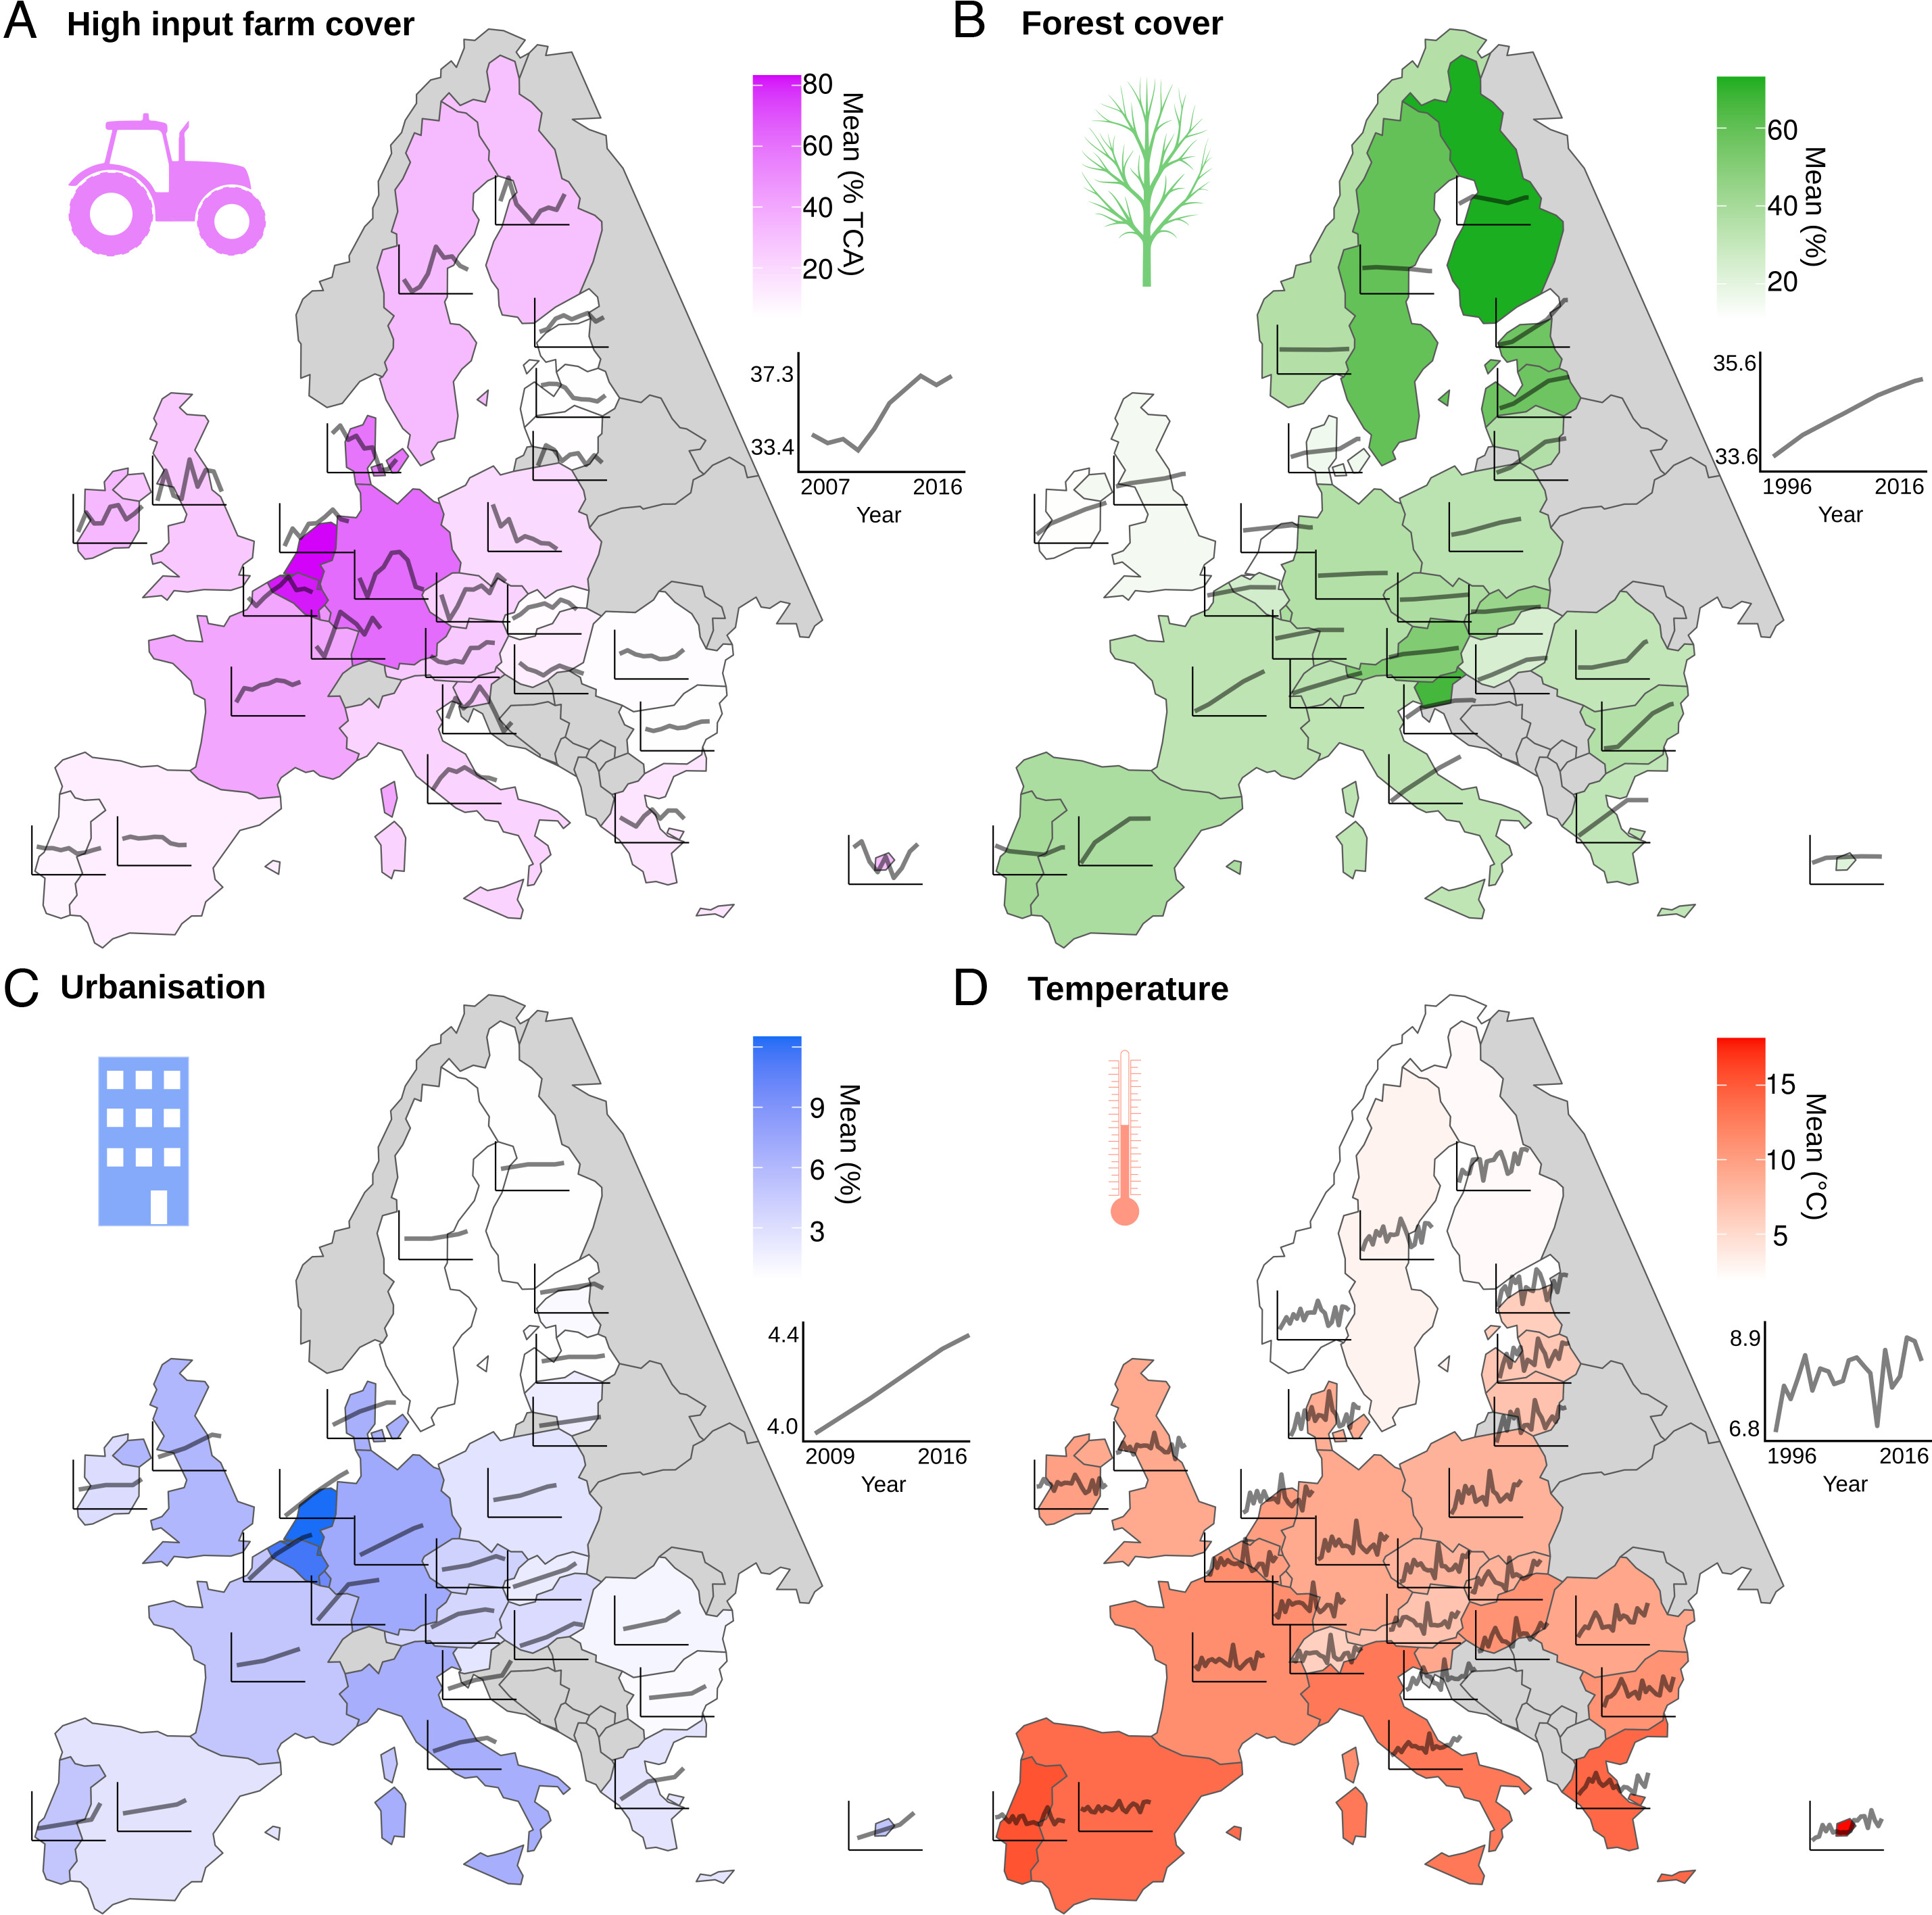 A High input farm cover
80
60
40
20
Mean (% TCA)
37.3
33.4
2007 2016
Year
B Forest cover
60
40
20
Mean (%)
35.6
33.6
1996 2016
Year
C Urbanisation
9
6
3
Mean (%)
4.4
4.0
2009 2016
Year
D Temperature
15
10
5
Mean (°C)
8.9
6.8
1996 2016
Year